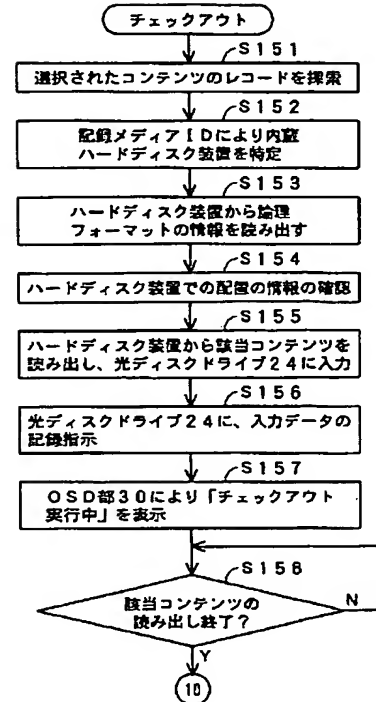 チェックアウト
S151
選択されたコンテンツのレコードを探索
S152
記録メディアIDにより内蔵
ハードディスク装置を特定
S153
ハードディスク装置から論理
フォーマットの情報を読み出す
S154
ハードディスク装置での配置の情報の確認
S155
ハードディスク装置から該当コンテンツを
読み出し、光ディスクドライブ24に入力
S156
光ディスクドライブ24に、入力データの
記録指示
S157
OSD部30により「チェックアウト
実行中」を表示
S158
該当コンテンツの
読み出し終了?
N
Y
10